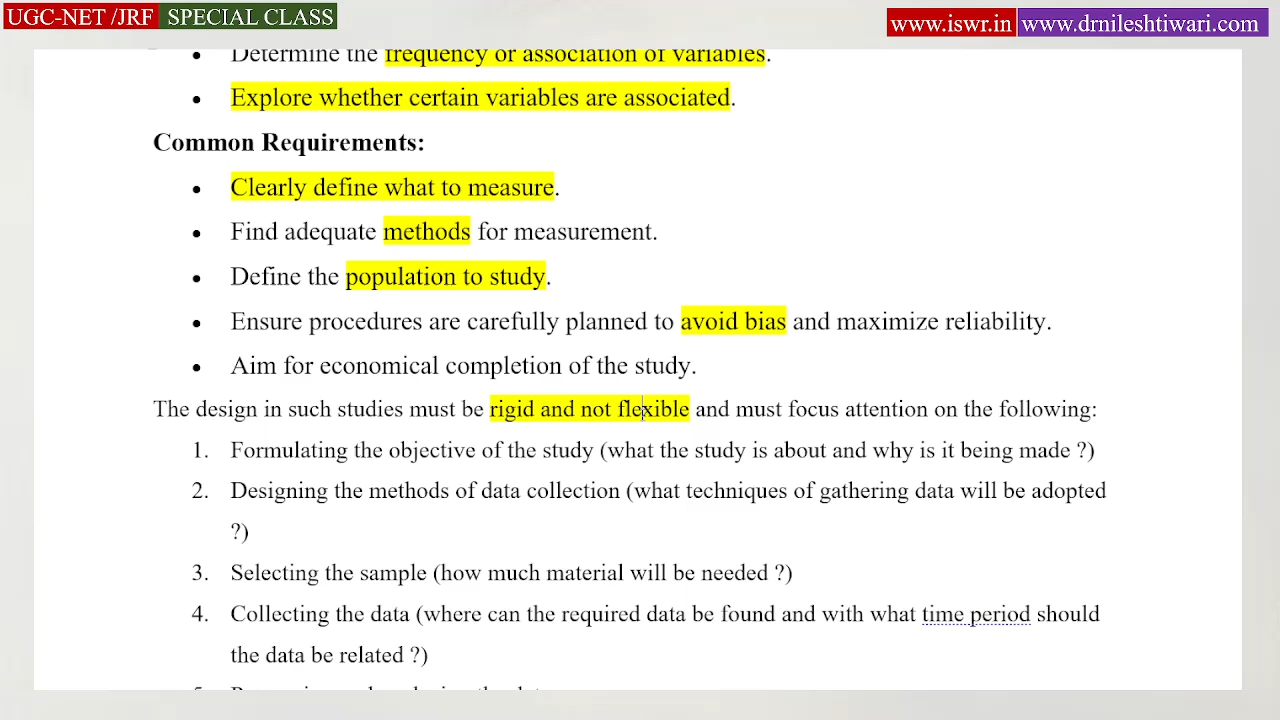 UGC-NET /JRF SPECIAL CLASS
www.iswr.in www.drnileshtiwari.com
• Determine the frequency or association of variables.
• Explore whether certain variables are associated.
Common Requirements:
• Clearly define what to measure.
• Find adequate methods for measurement.
• Define the population to study.
• Ensure procedures are carefully planned to avoid bias and maximize reliability.
• Aim for economical completion of the study.
The design in such studies must be rigid and not flexible and must focus attention on the following:
1. Formulating the objective of the study (what the study is about and why is it being made ?)
2. Designing the methods of data collection (what techniques of gathering data will be adopted
?)
3. Selecting the sample (how much material will be needed ?)
4. Collecting the data (where can the required data be found and with what time period should
the data be related ?)